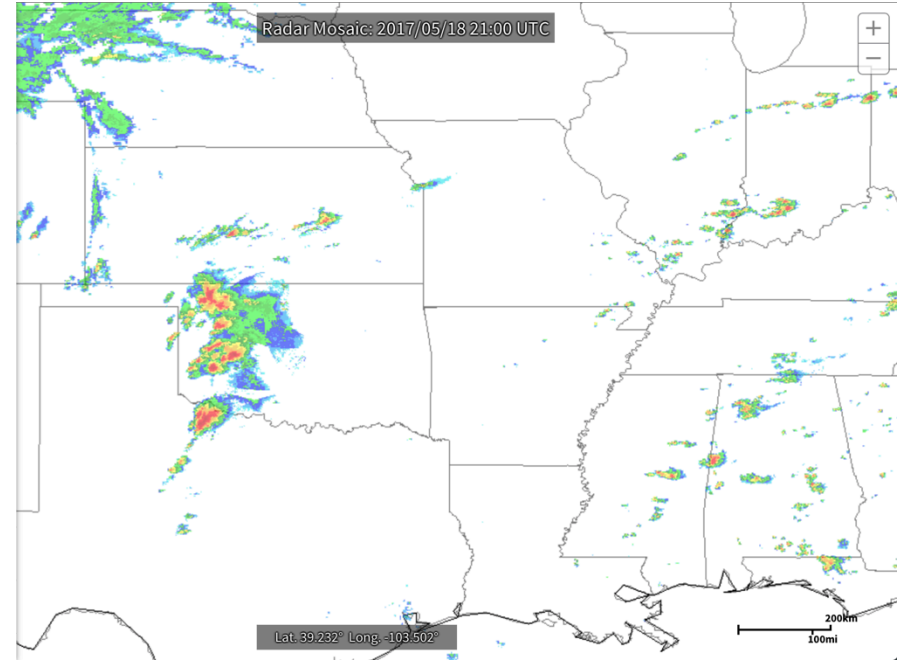 Radar Mosaic: 2017/05/18 21:00 UTC
+
−
200km
100mi
Lat. 39.232° Long. -103.502°